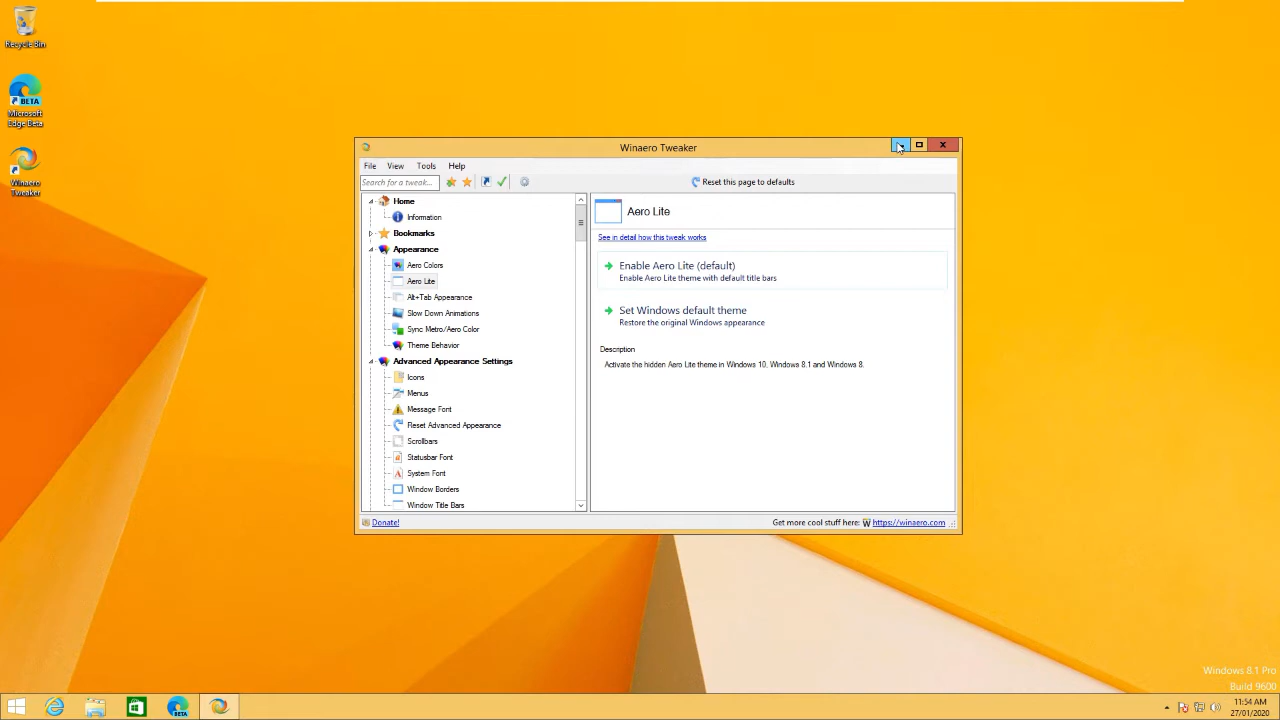 Recycle Bin
BETA
Microsoft
Edge Beta
Winaero
Tweaker
Winaero Tweaker
File View Tools Help
Search for a tweak...
Reset this page to defaults
Home
Information
Bookmarks
Appearance
Aero Colors
Aero Lite
Alt+Tab Appearance
Slow Down Animations
Sync Metro/Aero Color
Theme Behavior
Advanced Appearance Settings
Icons
Menus
Message Font
Reset Advanced Appearance
Scrollbars
Statusbar Font
System Font
Window Borders
Window Title Bars
Aero Lite
See in detail how this tweak works
Enable Aero Lite (default)
Enable Aero Lite theme with default title bars
Set Windows default theme
Restore the original Windows appearance
Description
Activate the hidden Aero Lite theme in Windows 10, Windows 8.1 and Windows 8.
Donate!
Get more cool stuff here: W https://winaero.com
Windows 8.1 Pro
Build 9600
BETA
11:54 AM
27/01/2020